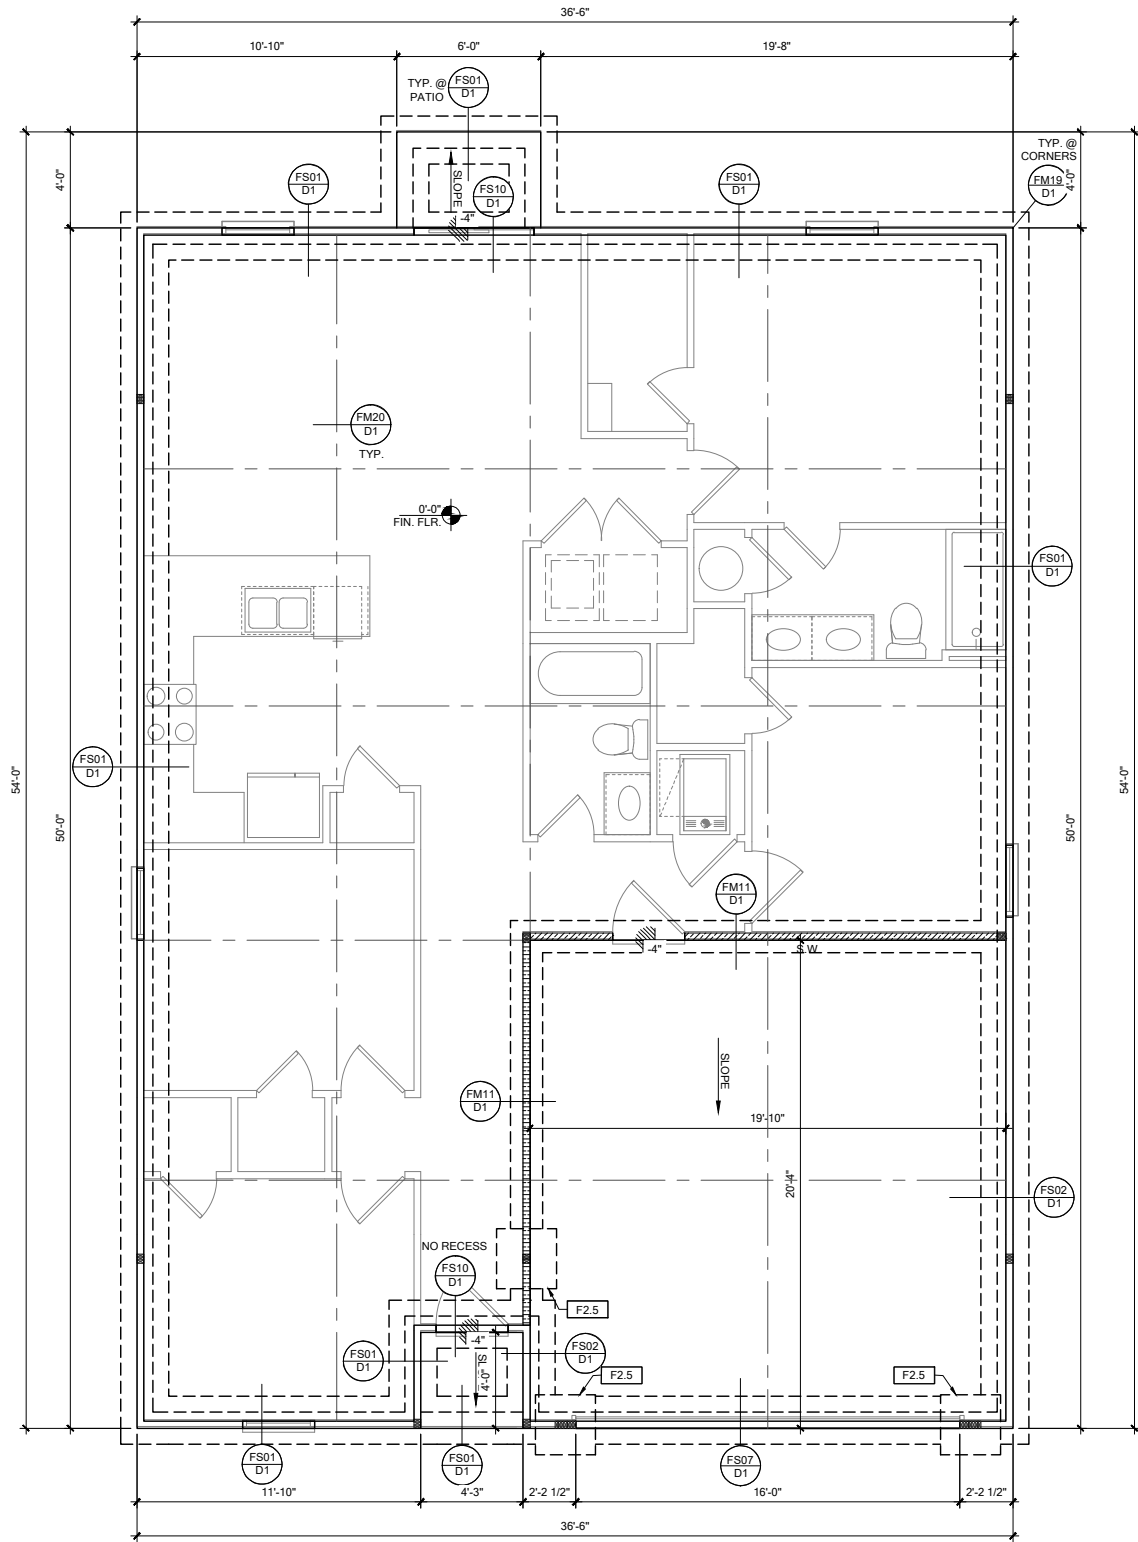 36'-6"
10'-10"
6'-0"
19'-8"
TYP. @
PATIO
FS01
D1
4'-0"
FS01
D1
SLOPE
FS10
D1
-4"
FS01
D1
TYP. @
CORNERS
FM19
D1
4'-0"
FM20
D1
TYP.
0'-0"
FIN. FLR.
FS01
D1
FS01
D1
54'-0"
50'-0"
50'-0"
54'-0"
FM11
D1
-4"
S.W.
SLOPE
FM11
D1
19'-10"
20'-4"
FS02
D1
NO RECESS
FS10
D1
F2.5
-4"
FS01
D1
FS02
D1
SL
4'-0"
F2.5
F2.5
FS01
D1
FS01
D1
FS07
D1
11'-10"
4'-3"
2'-2 1/2"
16'-0"
2'-2 1/2"
36'-6"